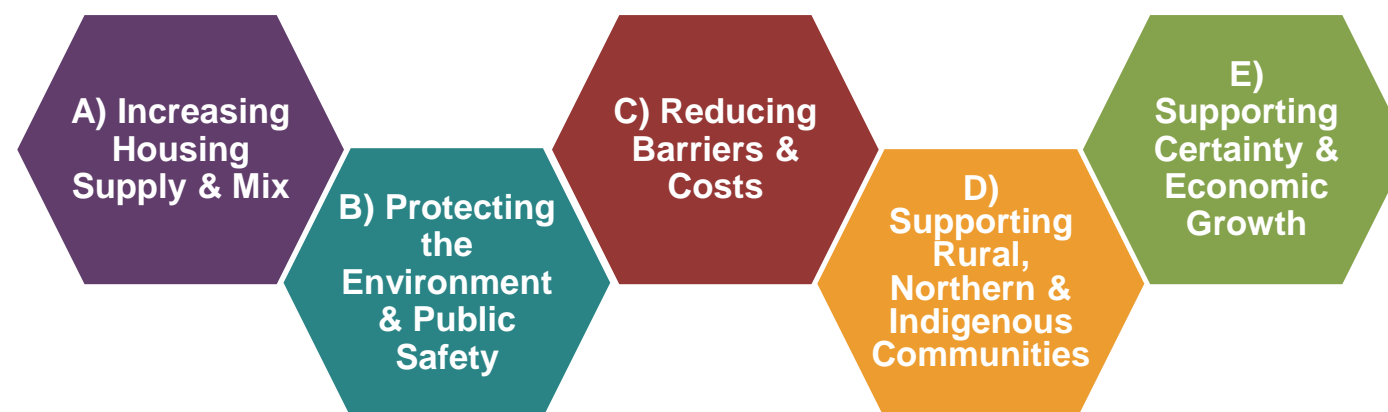 A) Increasing
Housing
Supply & Mix
B) Protecting
the
Environment
& Public
Safety
C) Reducing
Barriers &
Costs
D)
Supporting
Rural,
Northern &
Indigenous
Communities
E)
Supporting
Certainty &
Economic
Growth